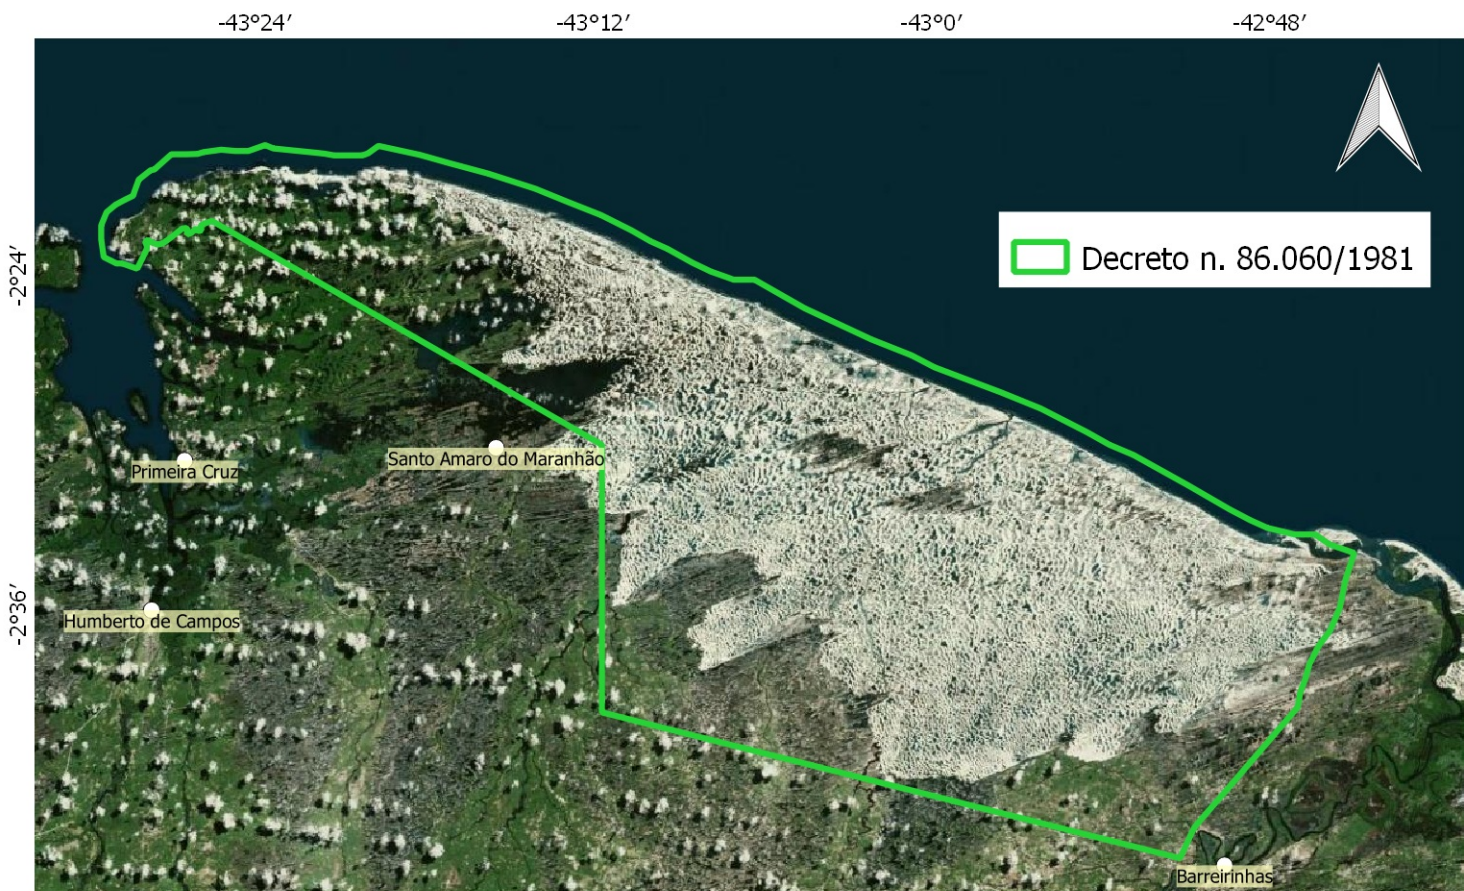 -43°24′ -43°12′ -43°0′ -42°48′
-2°24′
Decreto n. 86.060/1981
Primeira Cruz
Santo Amaro do Maranhão
-2°36′
Humberto de Campos
Barreirinhas